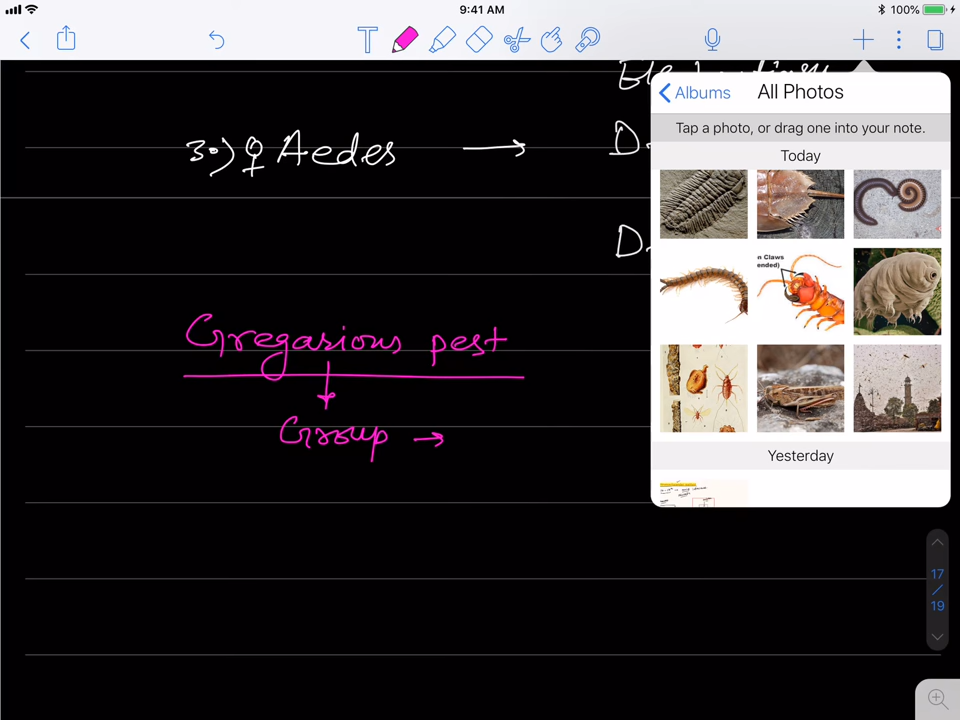 9:41 AM
100%
T
Albums
All Photos
Tap a photo, or drag one into your note.
Today
3.) ♀ Aedes →
D.
n Claws
ended)
D.
Gregarious pest
Group →
Yesterday
17
/
19